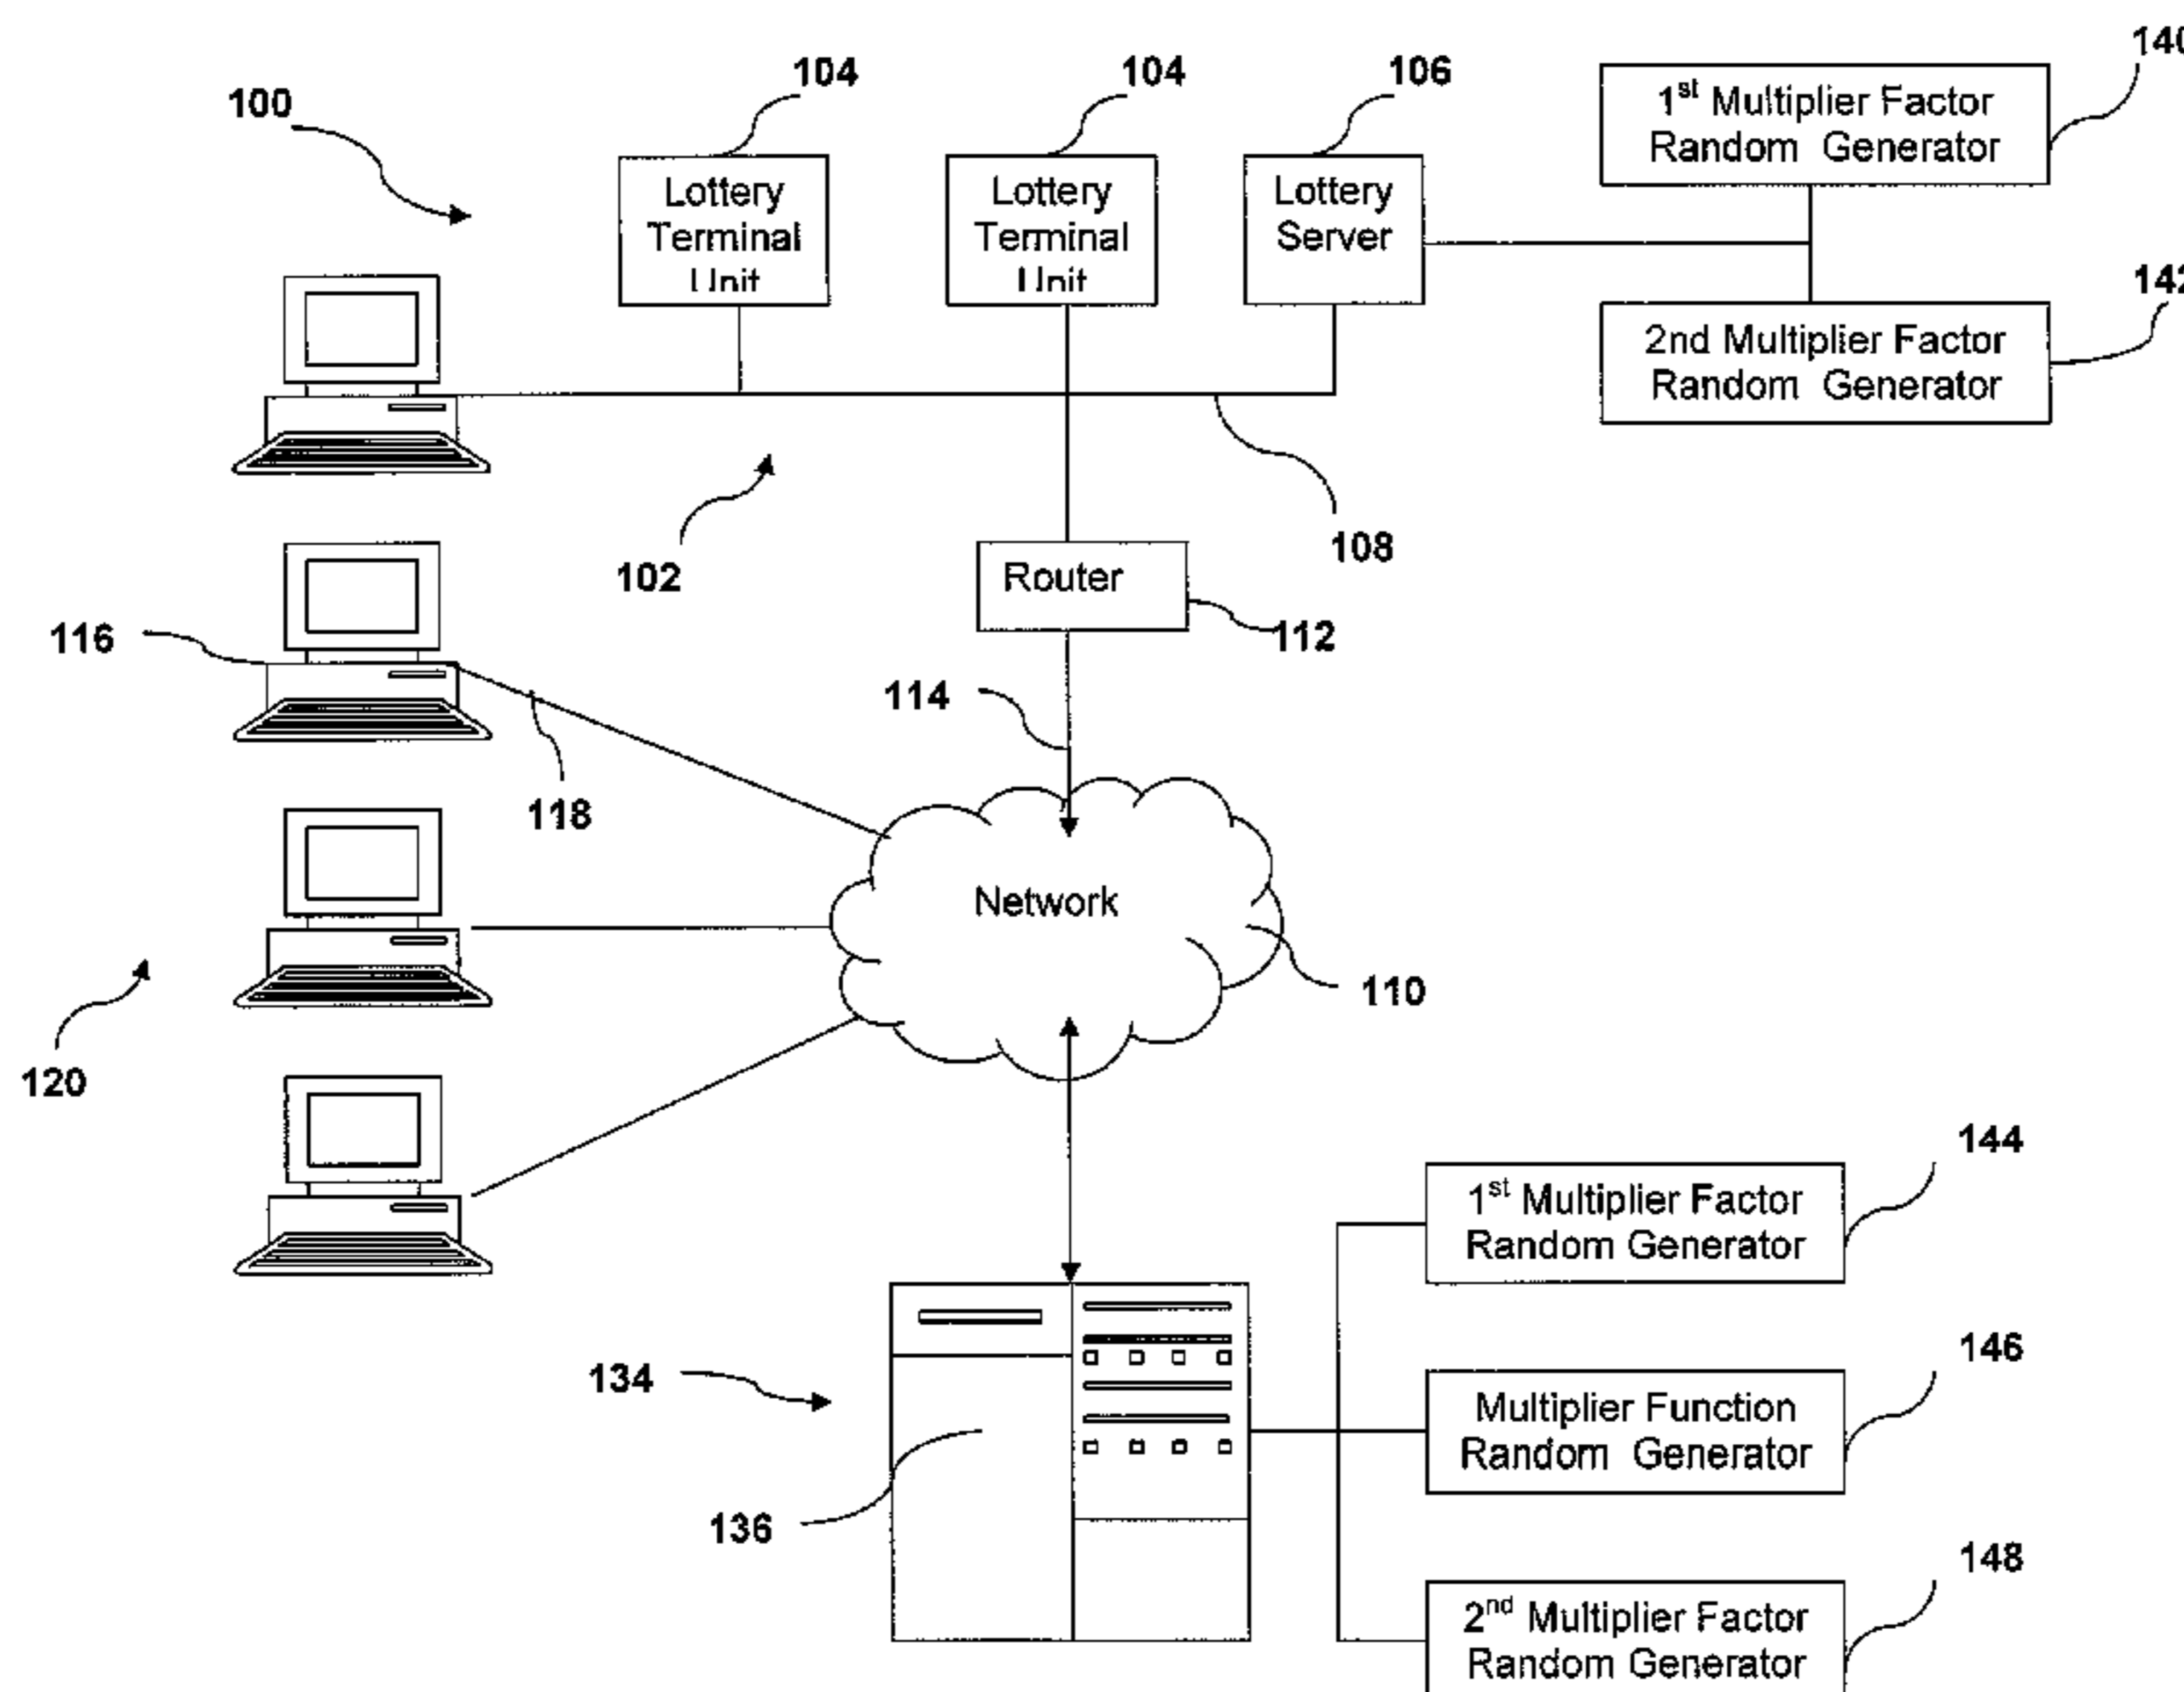 100
104
104
106
140
1st Multiplier Factor
Random Generator
Lottery
Terminal
Unit
Lottery
Terminal
Unit
Lottery
Server
142
2nd Multiplier Factor
Random Generator
102
108
Router
112
116
114
118
Network
110
120
144
1st Multiplier Factor
Random Generator
134
146
Multiplier Function
Random Generator
136
148
2nd Multiplier Factor
Random Generator